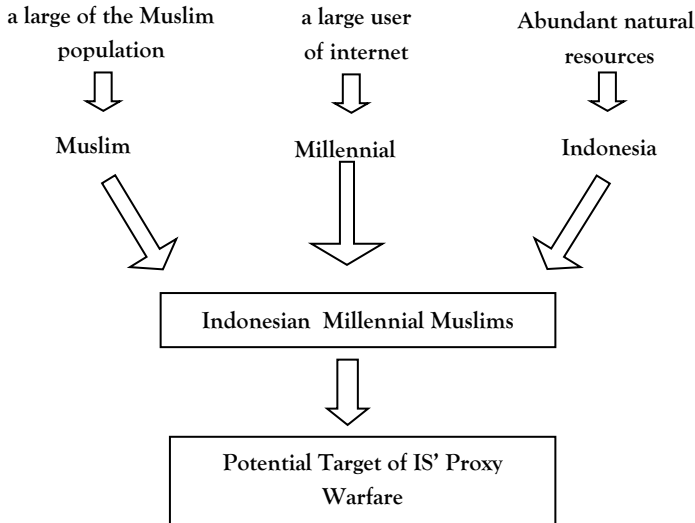 a large of the Muslim
population
a large user
of internet
Abundant natural
resources
Muslim
Millennial
Indonesia
Indonesian Millennial Muslims
Potential Target of IS’ Proxy
Warfare